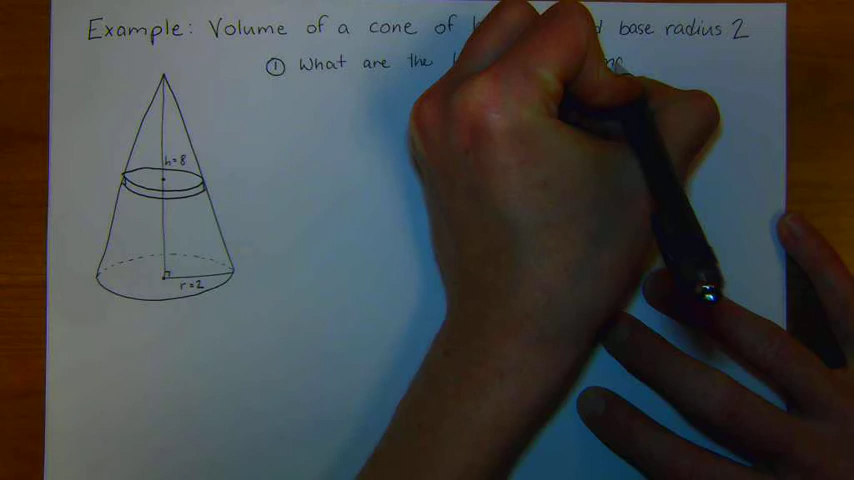 Example: Volume of a cone of base radius 2
① What are the
h=8
r=2